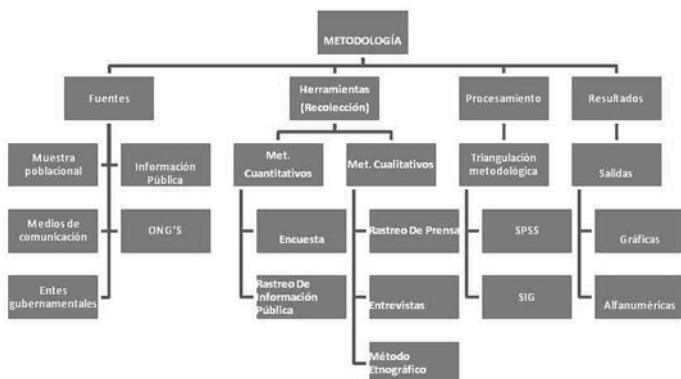 METODOLOGÍA
Fuentes
Herramientas
(Recolección)
Procesamiento
Resultados
Muestra
poblacional
Información
Pública
Met.
Cuantitativos
Met. Cualitativos
Triangulación
metodológica
Salidas
Medios de
comunicación
ONG'S
Encuesta
Rastreo De Prensa
SPSS
Gráficas
Entes
gubernamentales
Rastreo De
Información
Pública
Entrevistas
SIG
Alfanuméricas
Método
Etnográfico